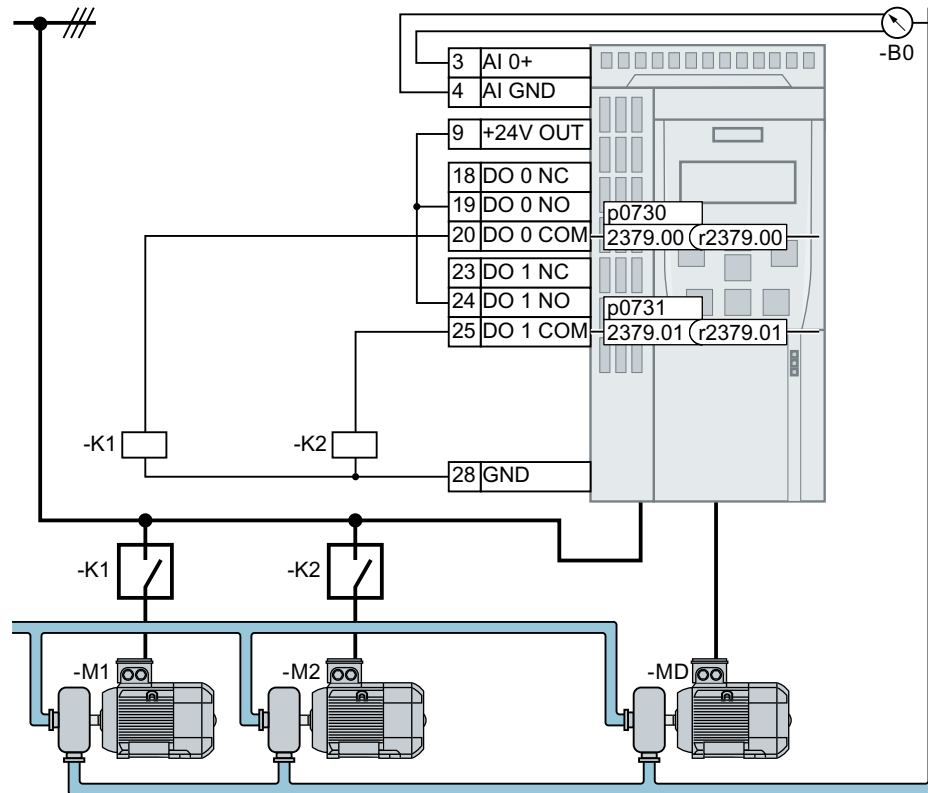 -B0
3 AI 0+
4 AI GND
9 +24V OUT
18 DO 0 NC
19 DO 0 NO
p0730
20 DO 0 COM 2379.00 r2379.00
23 DO 1 NC
24 DO 1 NO
p0731
25 DO 1 COM 2379.01 r2379.01
-K1 -K2
28 GND
-K1 -K2
-M1 -M2 -MD